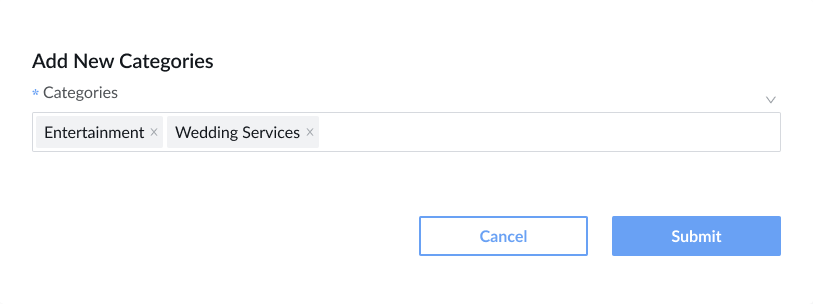 Add New Categories
* Categories
Entertainment × Wedding Services ×
Cancel Submit